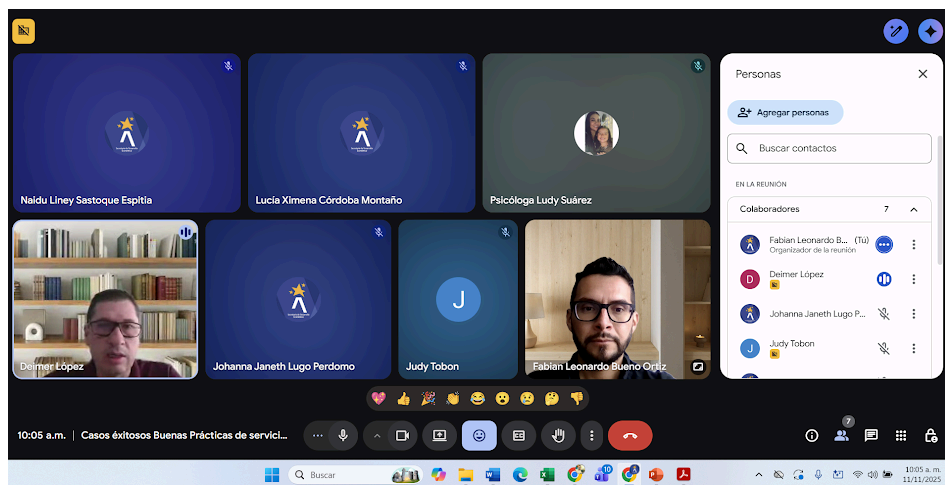 Personas
Agregar personas
Buscar contactos
EN LA REUNIÓN
Colaboradores 7
Fabian Leonardo B... (Tú)
Organizador de la reunión
Deimer López
Johanna Janeth Lugo P...
Judy Tobon
D
J
Naidu Liney Sastoque Espitia
Lucía Ximena Córdoba Montaño
Psicóloga Ludy Suárez
Deimer López
Johanna Janeth Lugo Perdomo
J
Judy Tobon
Fabian Leonardo Bueno Ortiz
10:05 a.m. | Casos éxitosos Buenas Prácticas de servici...
7
Buscar
10
10:05 a. m.
11/11/2025